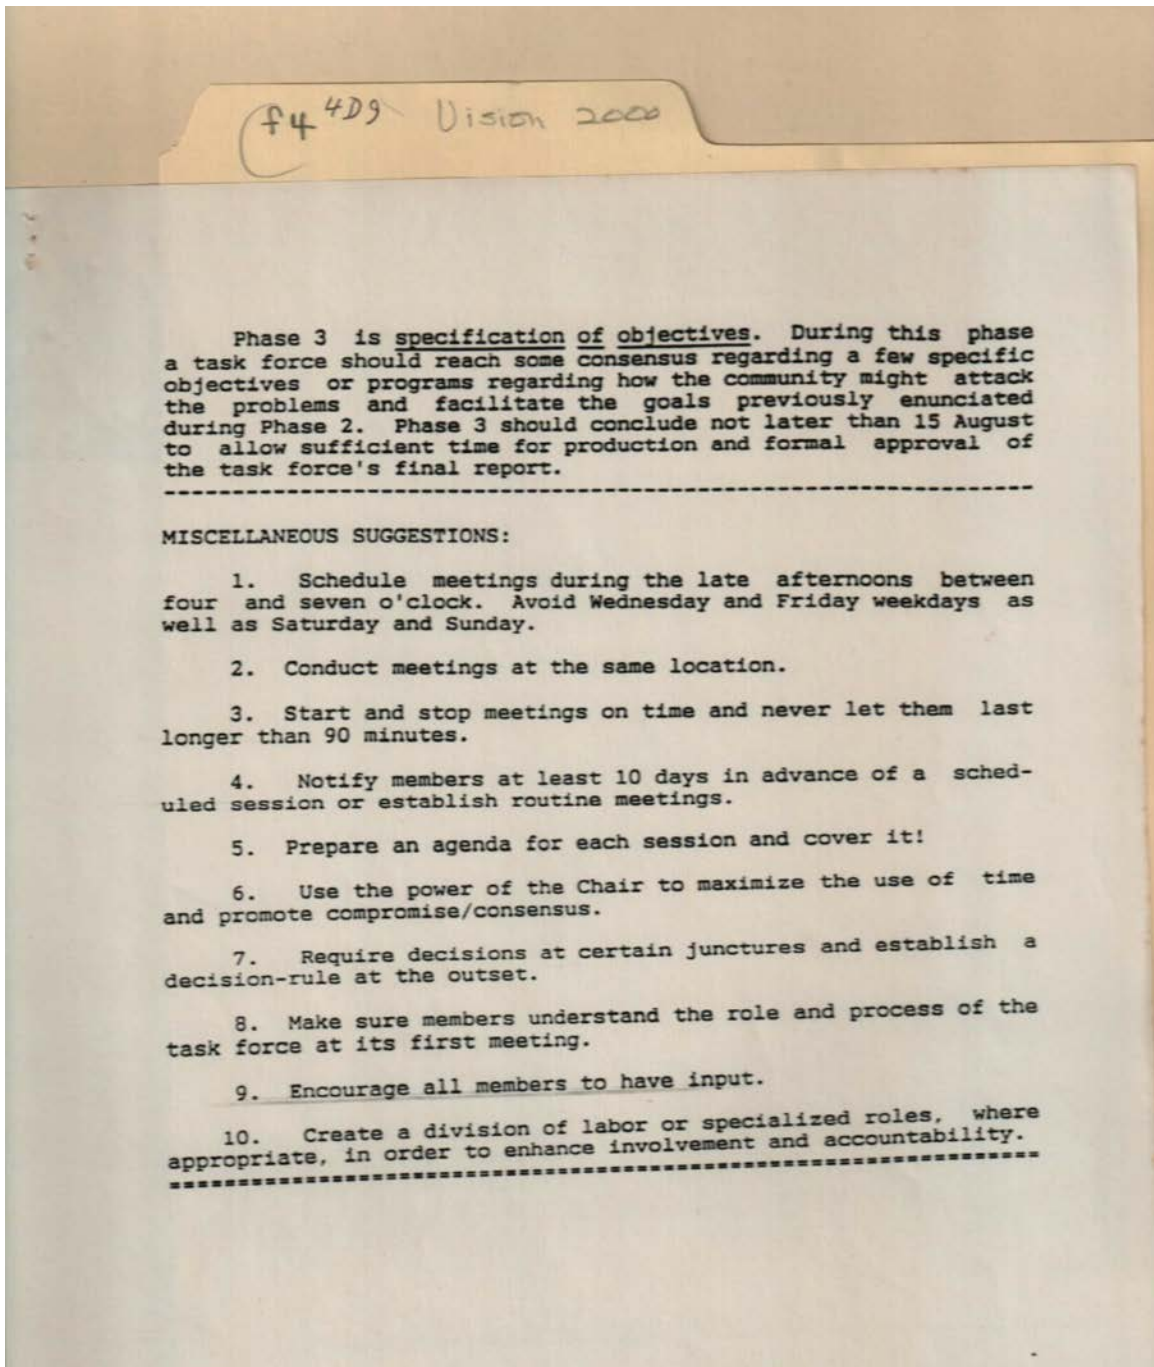 f4 4D9 Vision 2000
Phase 3 is specification of objectives. During this phase
a task force should reach some consensus regarding a few specific
objectives or programs regarding how the community might attack
the problems and facilitate the goals previously enunciated
during Phase 2. Phase 3 should conclude not later than 15 August
to allow sufficient time for production and formal approval of
the task force's final report.
MISCELLANEOUS SUGGESTIONS:
1. Schedule meetings during the late afternoons between
four and seven o'clock. Avoid Wednesday and Friday weekdays as
well as Saturday and Sunday.
2. Conduct meetings at the same location.
3. Start and stop meetings on time and never let them last
longer than 90 minutes.
4. Notify members at least 10 days in advance of a sched-
uled session or establish routine meetings.
5. Prepare an agenda for each session and cover it!
6. Use the power of the Chair to maximize the use of time
and promote compromise/consensus.
7. Require decisions at certain junctures and establish a
decision-rule at the outset.
8. Make sure members understand the role and process of the
task force at its first meeting.
9. Encourage all members to have input.
10. Create a division of labor or specialized roles, where
appropriate, in order to enhance involvement and accountability.